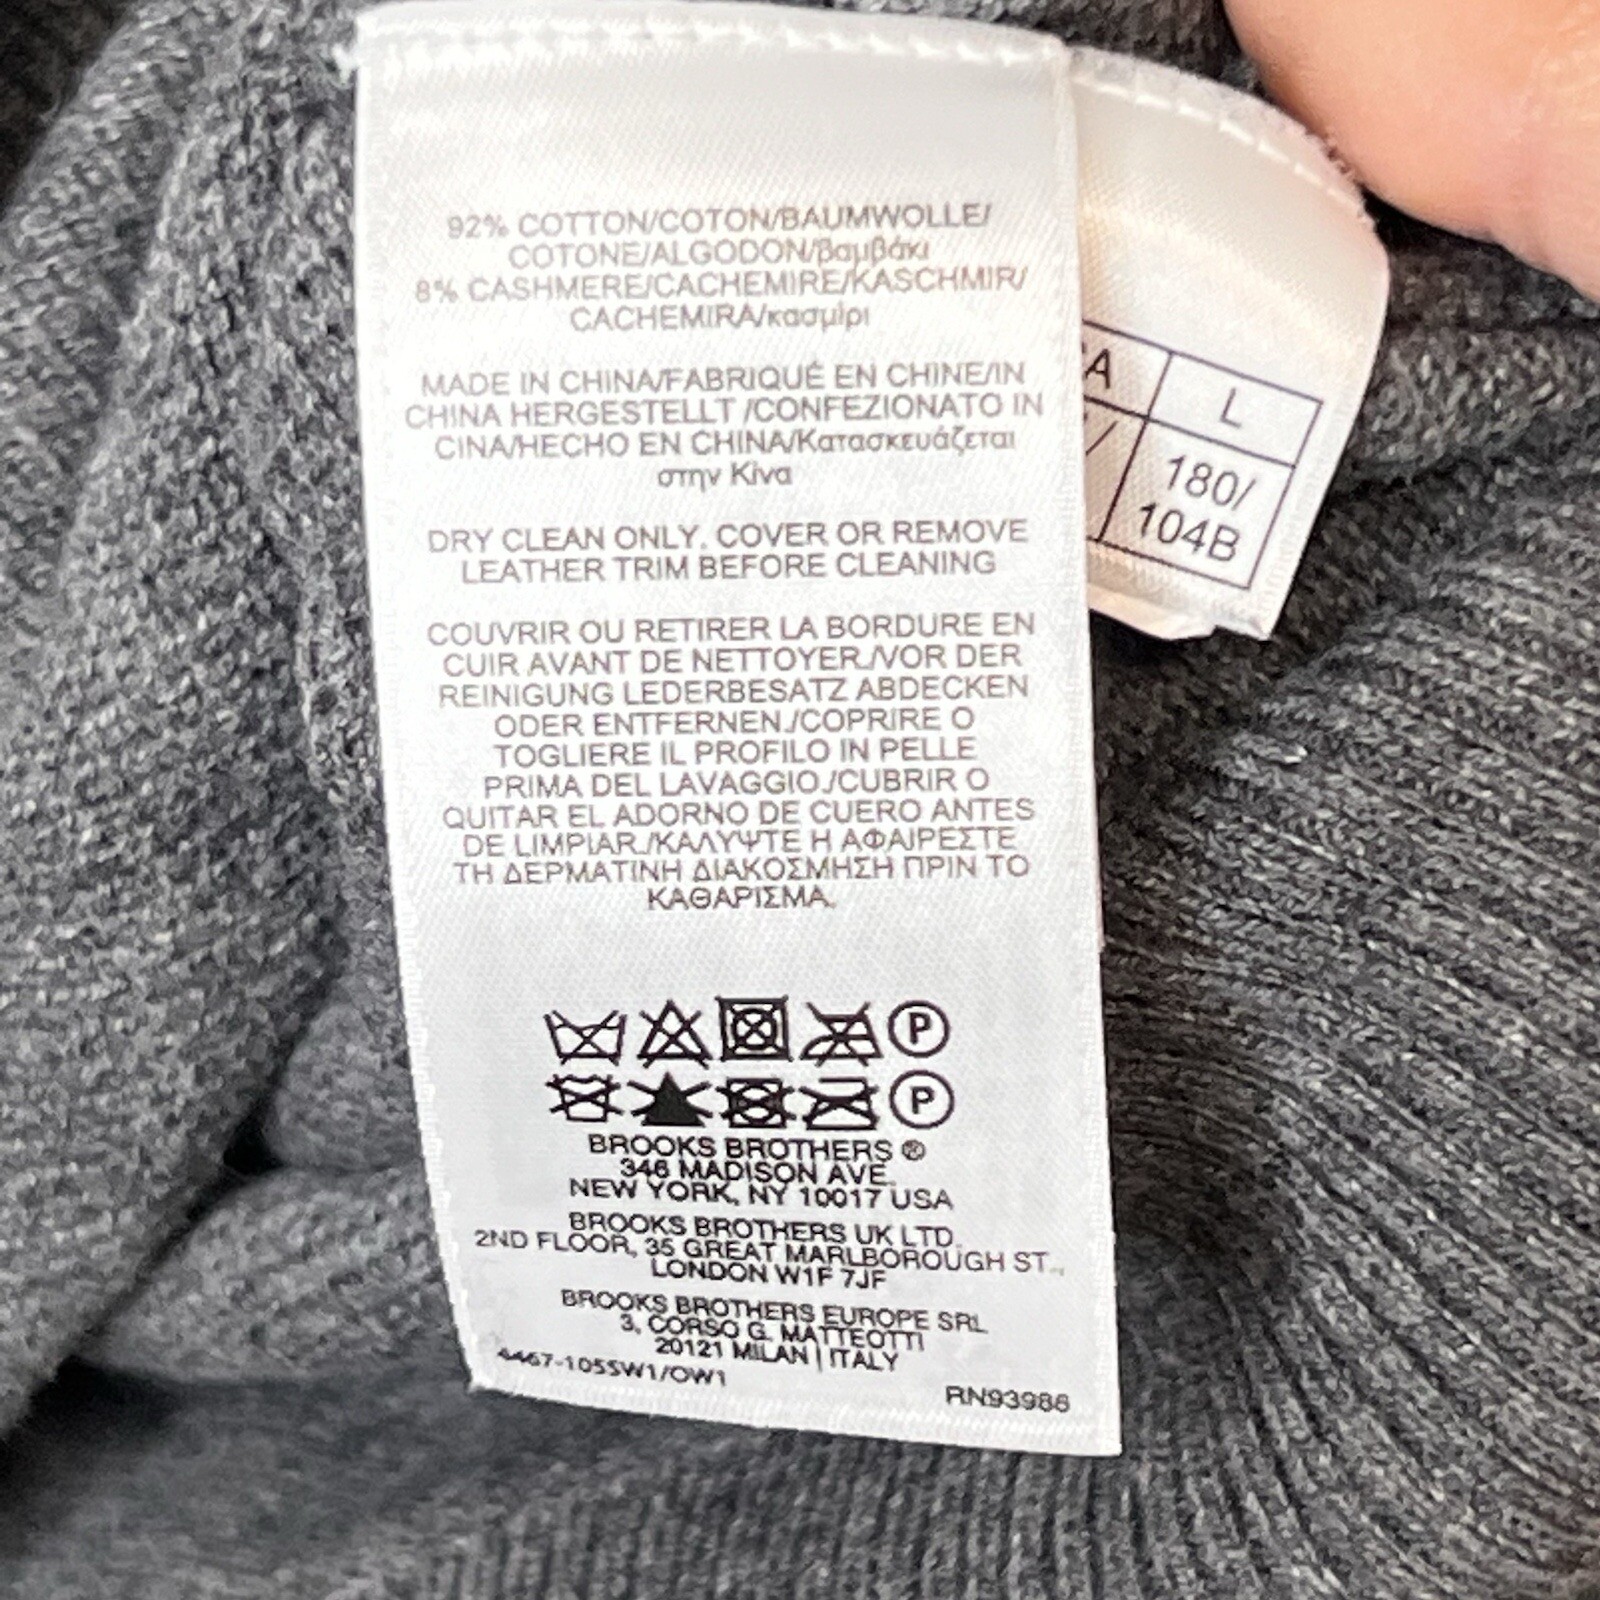 92% COTTON/COTON/BAUMWOLLE/
COTONE/ALGODON/βαμβάκι
8% CASHMERE/CACHEMIRE/KASCHMIR/
CACHEMIRA/κασμίρι
MADE IN CHINA/FABRIQUÉ EN CHINE/IN
CHINA HERGESTELLT /CONFEZIONATO IN
CINA/HECHO EN CHINA/Κατασκευάζεται
στην Κίνα
DRY CLEAN ONLY. COVER OR REMOVE
LEATHER TRIM BEFORE CLEANING
COUVRIR OU RETIRER LA BORDURE EN
CUIR AVANT DE NETTOYER./VOR DER
REINIGUNG LEDERBESATZ ABDECKEN
ODER ENTFERNEN./COPRIRE O
TOGLIERE IL PROFILO IN PELLE
PRIMA DEL LAVAGGIO./CUBRIR O
QUITAR EL ADORNO DE CUERO ANTES
DE LIMPIAR./ΚΑΛΥΨΤΕ Η ΑΦΑΙΡΕΣΤΕ
ΤΗ ΔΕΡΜΑΤΙΝΗ ΔΙΑΚΟΣΜΗΣΗ ΠΡΙΝ ΤΟ
ΚΑΘΑΡΙΣΜΑ.
P
P
BROOKS BROTHERS ®
346 MADISON AVE.
NEW YORK, NY 10017 USA
BROOKS BROTHERS UK LTD.
2ND FLOOR, 35 GREAT MARLBOROUGH ST.,
LONDON W1F 7JF
BROOKS BROTHERS EUROPE SRL
3, CORSO G. MATTEOTTI
20121 MILAN | ITALY
4467-105SW1/OW1
RN93986
A L
/ 180/
104B